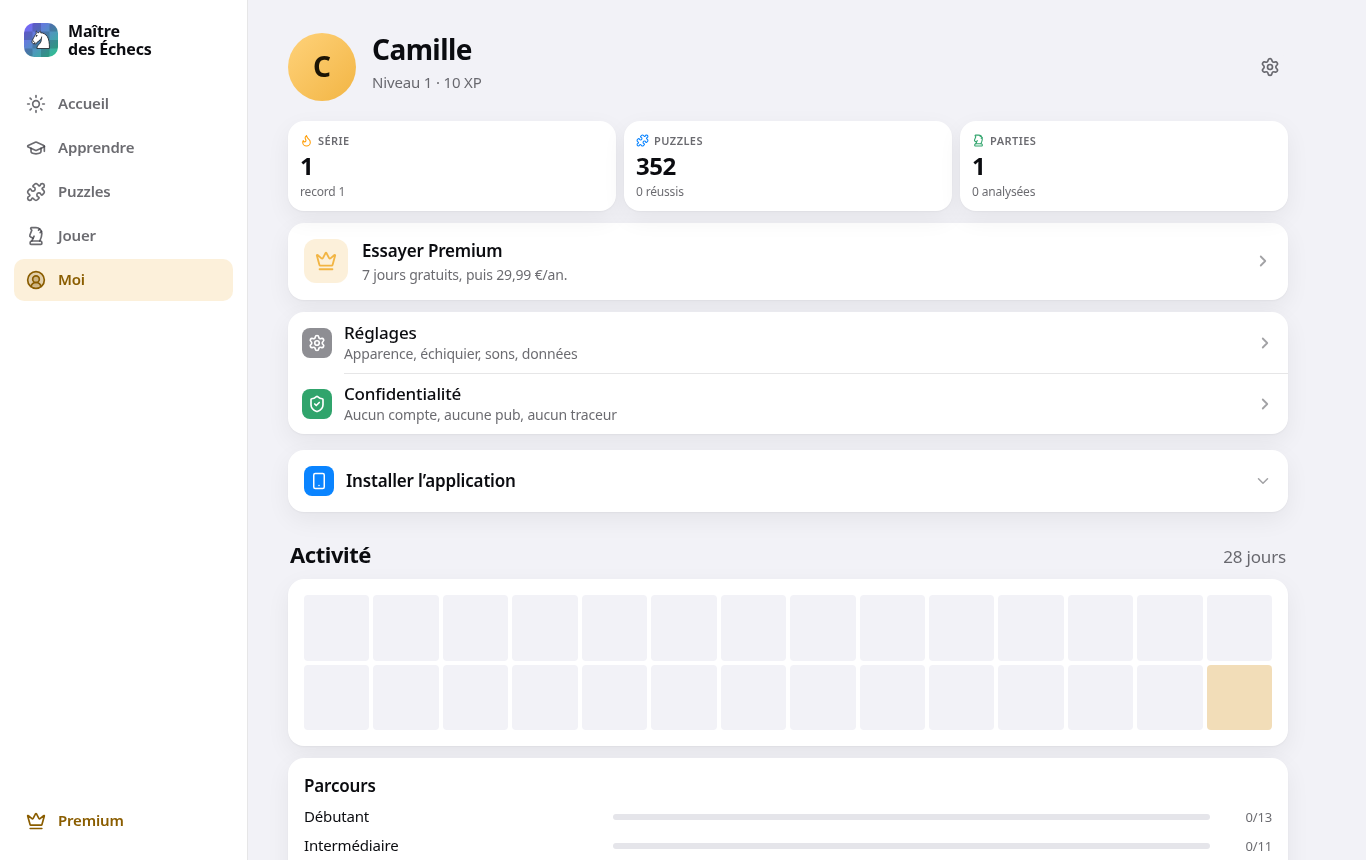 Maître
des Échecs
Accueil
Apprendre
Puzzles
Jouer
Moi
Premium
C
Camille
Niveau 1 · 10 XP
SÉRIE
1
record 1
PUZZLES
352
0 réussis
PARTIES
1
0 analysées
Essayer Premium
7 jours gratuits, puis 29,99 €/an.
Réglages
Apparence, échiquier, sons, données
Confidentialité
Aucun compte, aucune pub, aucun traceur
Installer l’application
Activité
28 jours
Parcours
Débutant
0/13
Intermédiaire
0/11